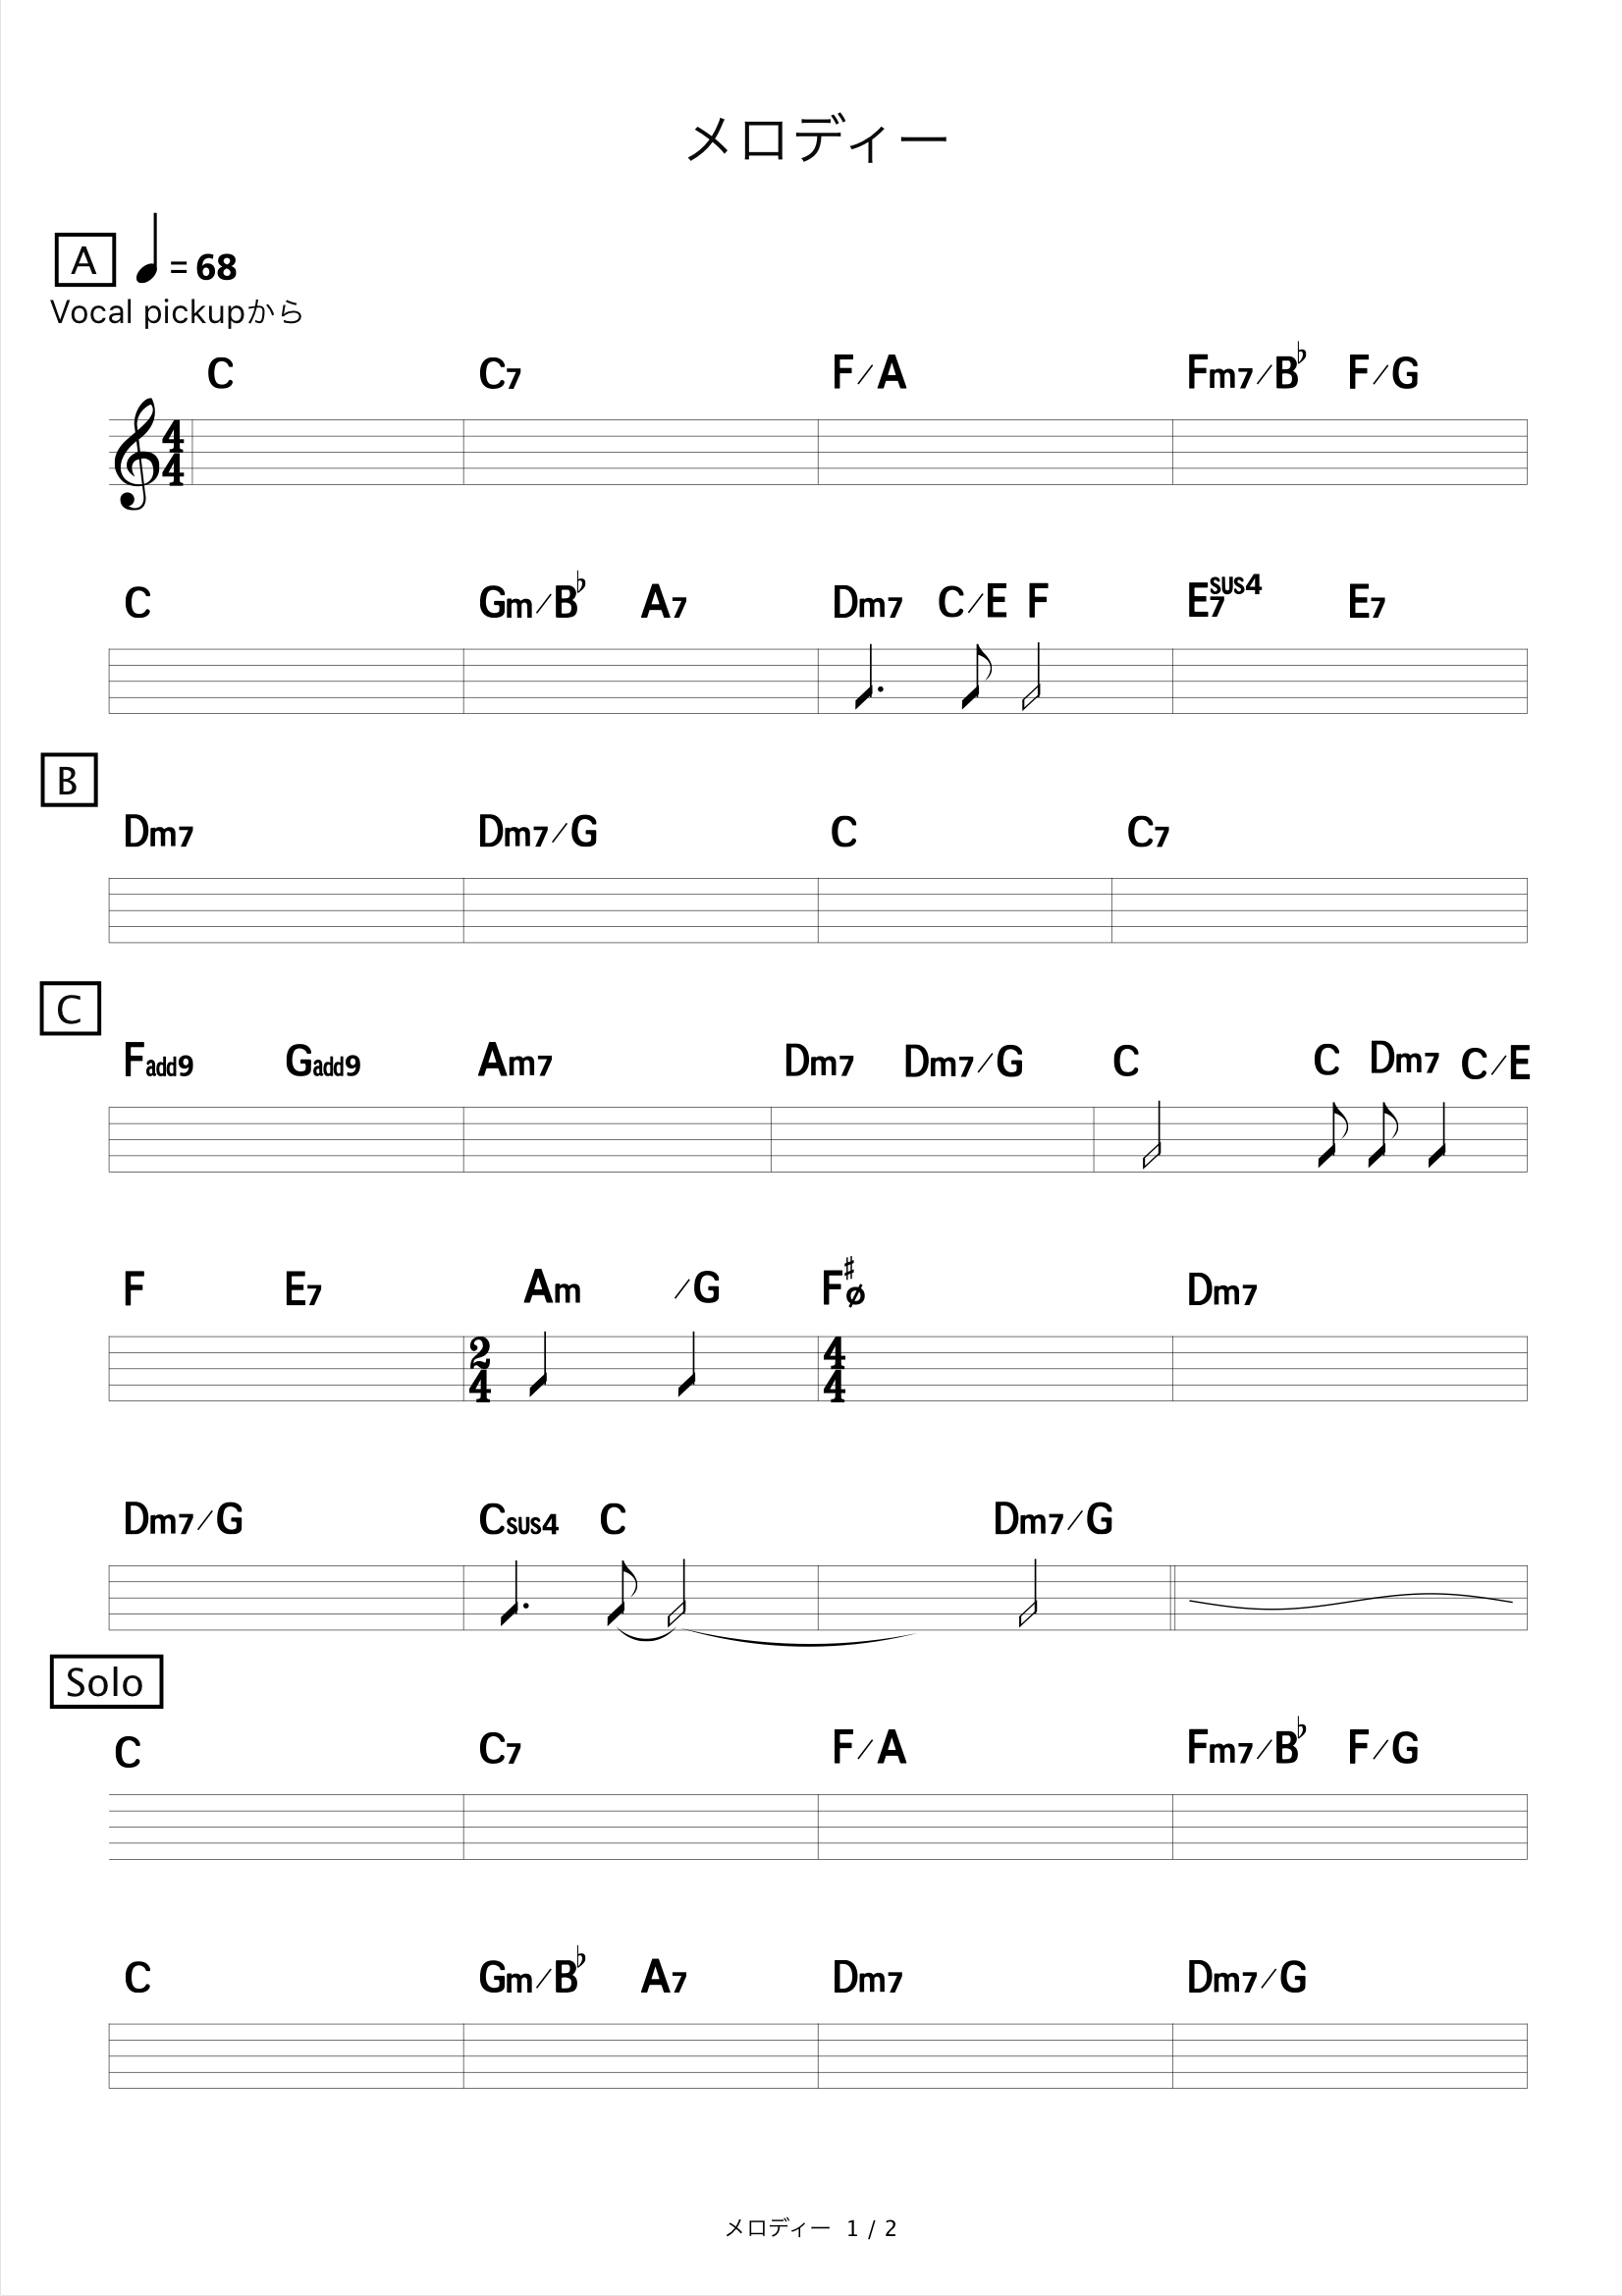 メロディー
A ♩= 68
Vocal pickupから
C C7 F/A Fm7/B♭ F/G
4/4
C Gm/B♭ A7 Dm7 C/E F E7sus4 E7
B
Dm7 Dm7/G C C7
C
Fadd9 Gadd9 Am7 Dm7 Dm7/G C C Dm7 C/E
F E7 Am /G F♯ø Dm7
2/4 4/4
Dm7/G Csus4 C Dm7/G
Solo
C C7 F/A Fm7/B♭ F/G
C Gm/B♭ A7 Dm7 Dm7/G
メロディー 1 / 2